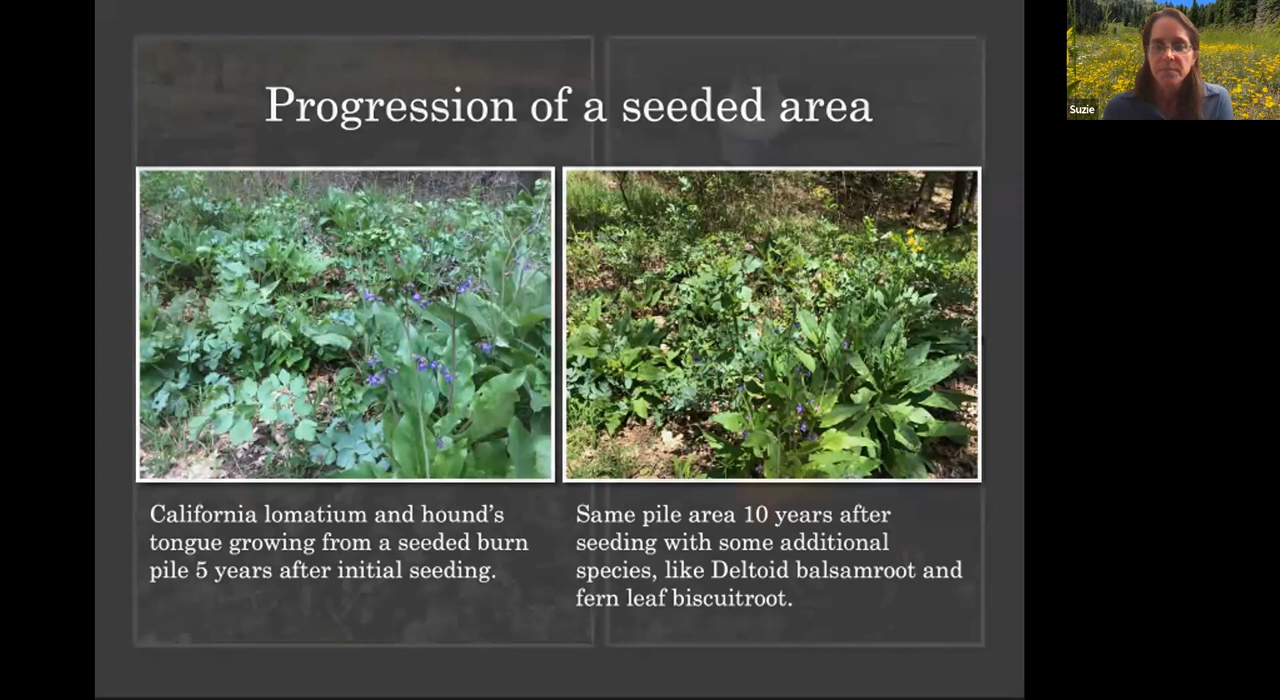 Progression of a seeded area
Suzie
California lomatium and hound's
tongue growing from a seeded burn
pile 5 years after initial seeding.
Same pile area 10 years after
seeding with some additional
species, like Deltoid balsamroot and
fern leaf biscuitroot.